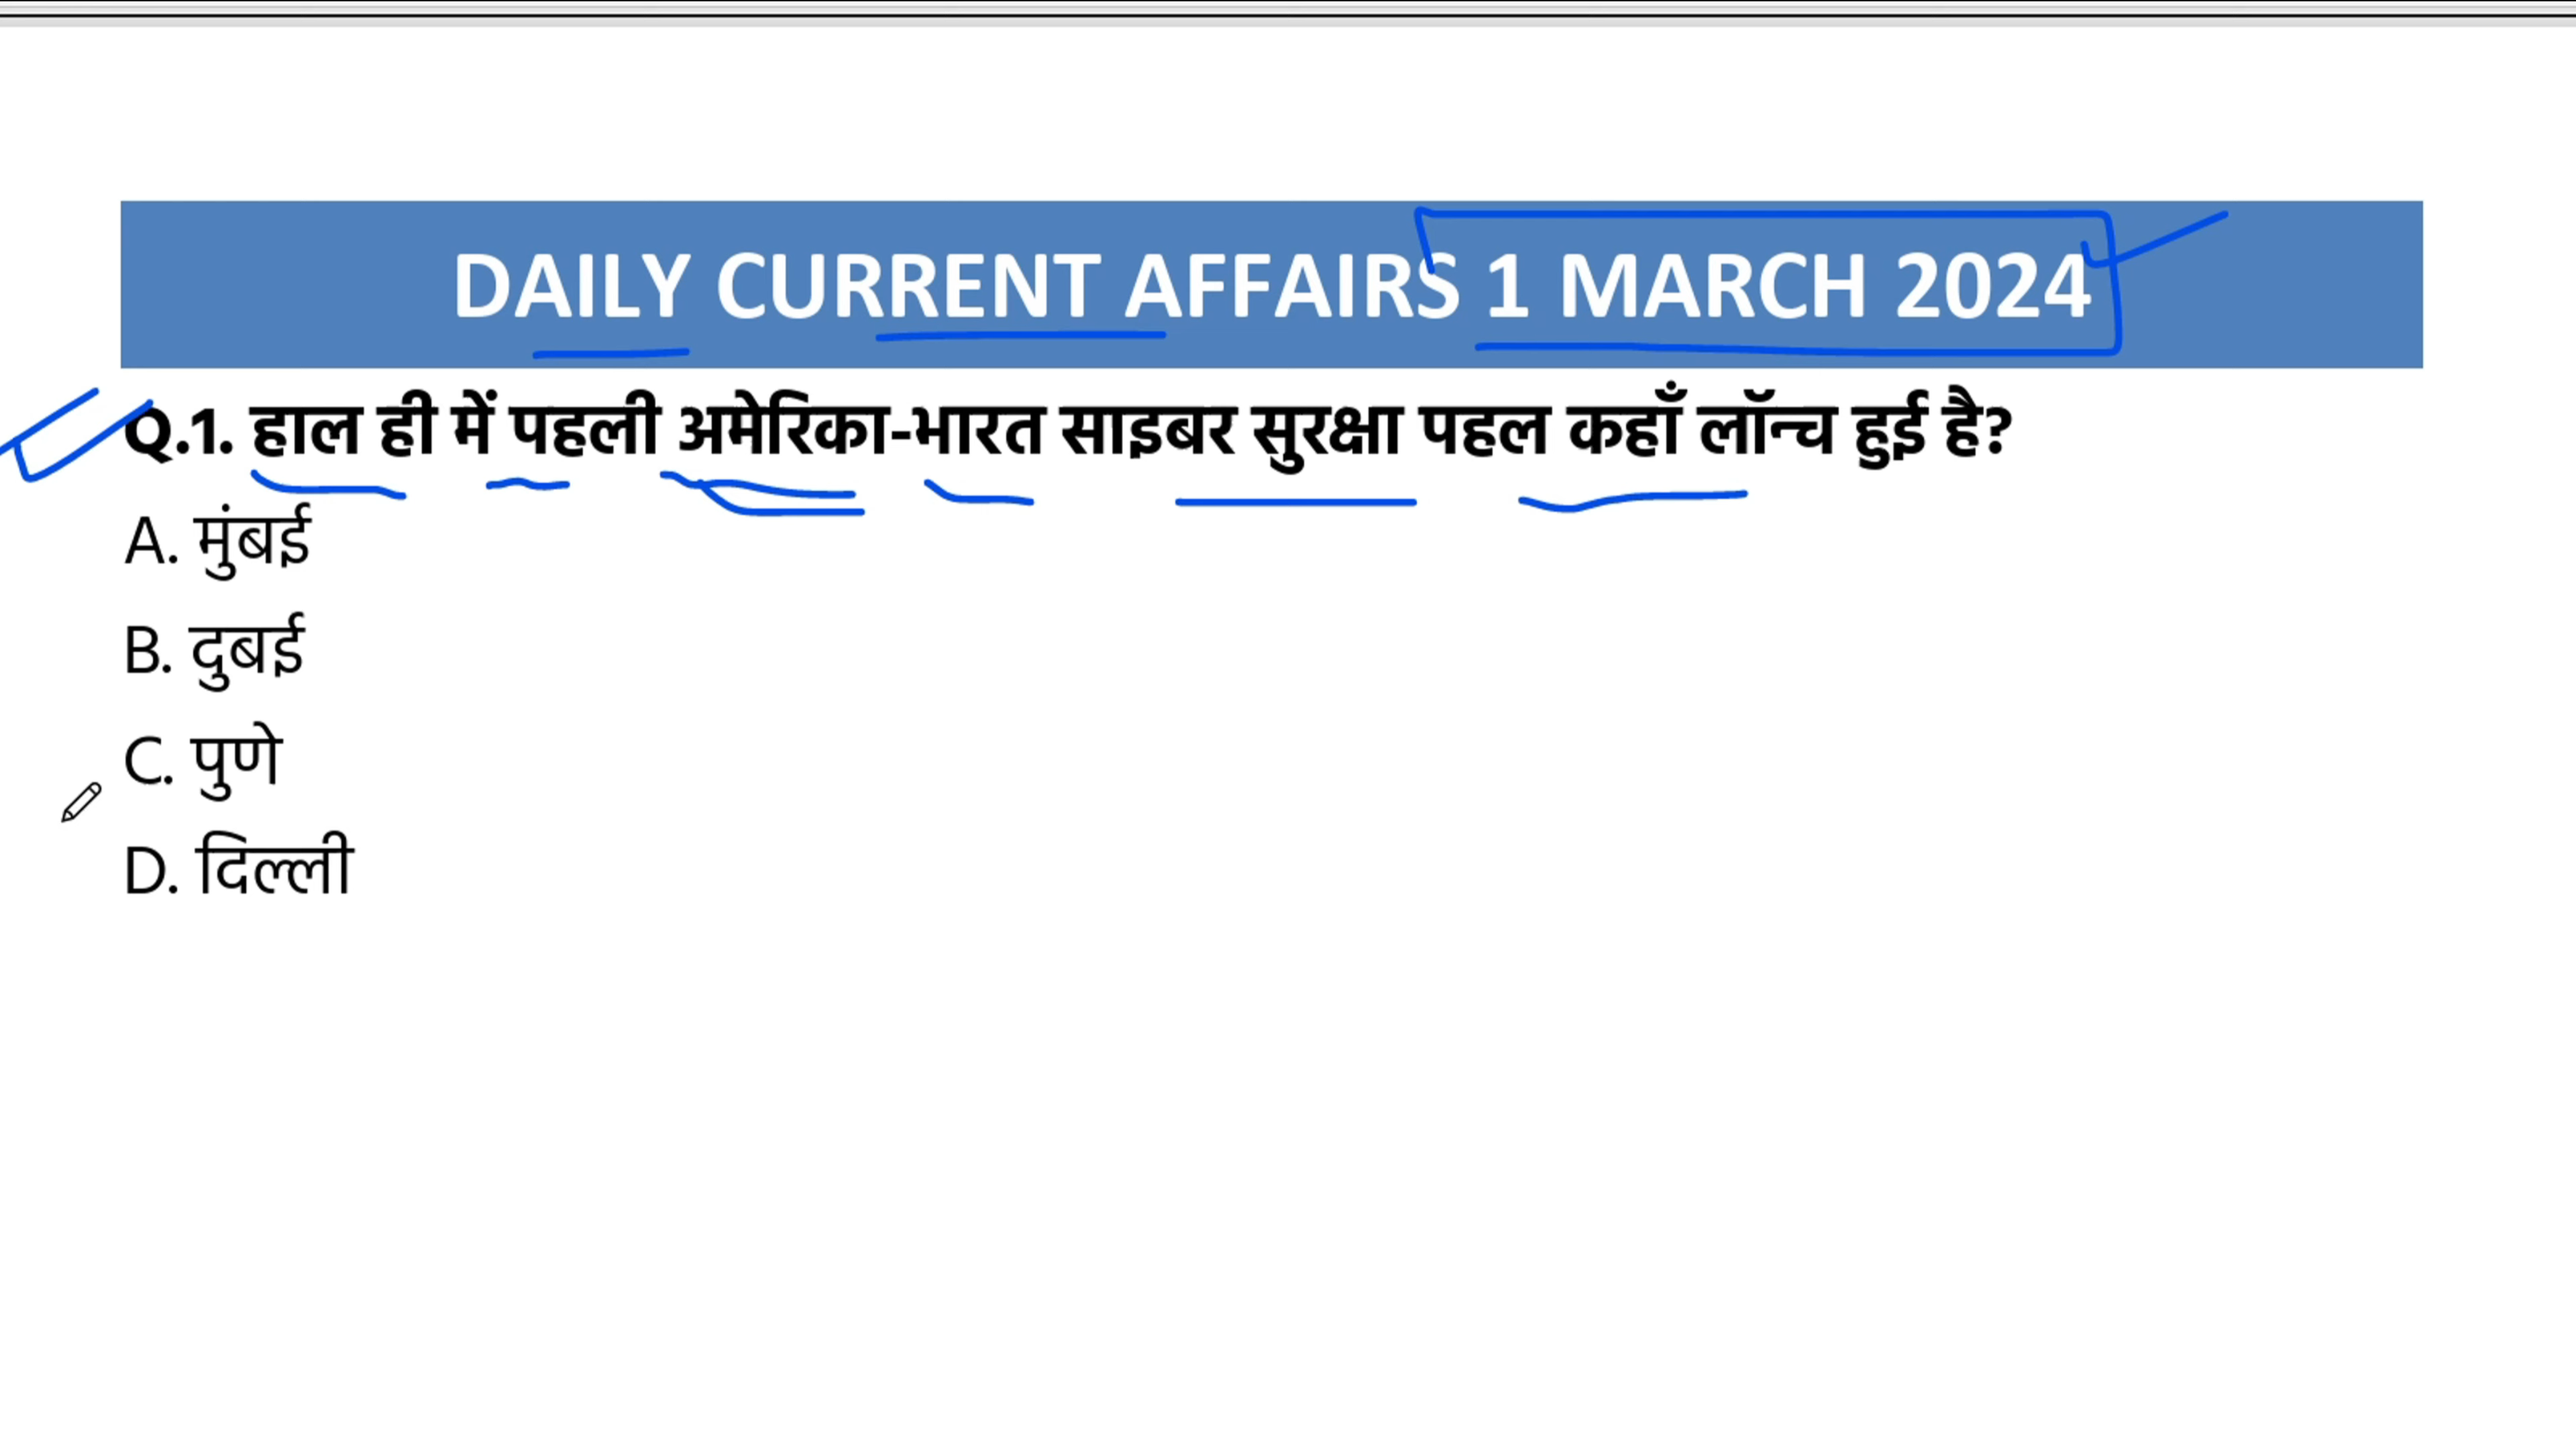 DAILY CURRENT AFFAIRS 1 MARCH 2024
Q.1. हाल ही में पहली अमेरिका-भारत साइबर सुरक्षा पहल कहाँ लॉन्च हुई है?
A. मुंबई
B. दुबई
C. पुणे
D. दिल्ली